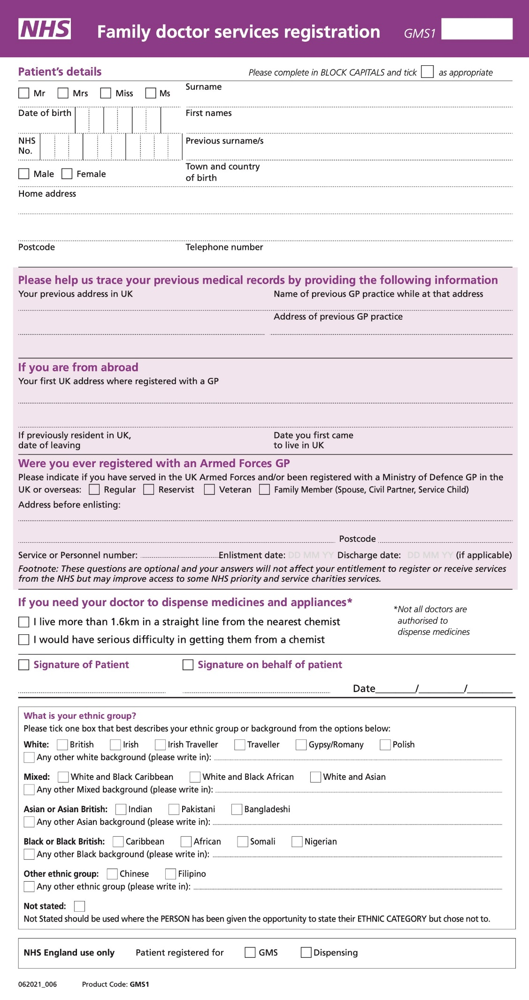 NHS Family doctor services registration GMS1
Patient's details Please complete in BLOCK CAPITALS and tick as appropriate
Mr Mrs Miss Ms Surname
Date of birth First names
NHS No. Previous surname/s
Male Female Town and country of birth
Home address
Postcode Telephone number
Please help us trace your previous medical records by providing the following information
Your previous address in UK Name of previous GP practice while at that address
Address of previous GP practice
If you are from abroad
Your first UK address where registered with a GP
If previously resident in UK, date of leaving Date you first came to live in UK
Were you ever registered with an Armed Forces GP
Please indicate if you have served in the UK Armed Forces and/or been registered with a Ministry of Defence GP in the
UK or overseas: Regular Reservist Veteran Family Member (Spouse, Civil Partner, Service Child)
Address before enlisting:
Postcode
Service or Personnel number: Enlistment date: DD MM YY Discharge date: DD MM YY (if applicable)
Footnote: These questions are optional and your answers will not affect your entitlement to register or receive services
from the NHS but may improve access to some NHS priority and service charities services.
If you need your doctor to dispense medicines and appliances*
I live more than 1.6km in a straight line from the nearest chemist
I would have serious difficulty in getting them from a chemist
*Not all doctors are
authorised to
dispense medicines
Signature of Patient Signature on behalf of patient
Date / /
What is your ethnic group?
Please tick one box that best describes your ethnic group or background from the options below:
White: British Irish Irish Traveller Traveller Gypsy/Romany Polish
Any other white background (please write in):
Mixed: White and Black Caribbean White and Black African White and Asian
Any other Mixed background (please write in):
Asian or Asian British: Indian Pakistani Bangladeshi
Any other Asian background (please write in):
Black or Black British: Caribbean African Somali Nigerian
Any other Black background (please write in):
Other ethnic group: Chinese Filipino
Any other ethnic group (please write in):
Not stated:
Not Stated should be used where the PERSON has been given the opportunity to state their ETHNIC CATEGORY but chose not to.
NHS England use only Patient registered for GMS Dispensing
062021_006 Product Code: GMS1